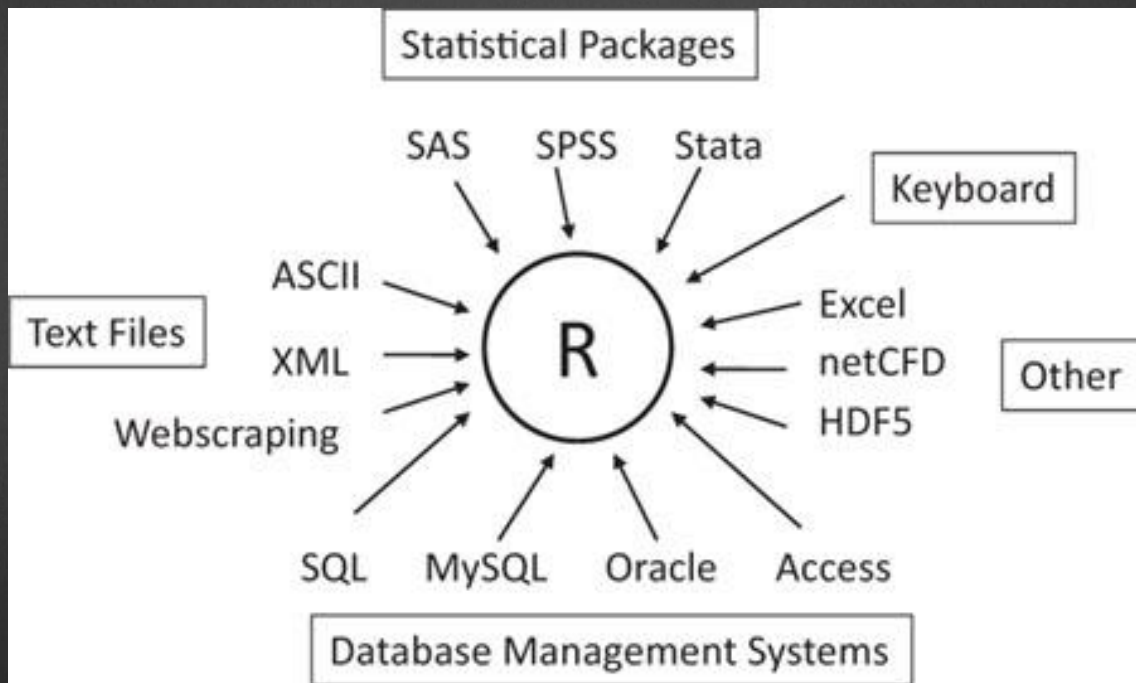 Statistical Packages
SAS SPSS Stata
Keyboard
ASCII
Excel
Text Files
R
XML
netCFD
Other
Webscraping
HDF5
SQL MySQL Oracle Access
Database Management Systems